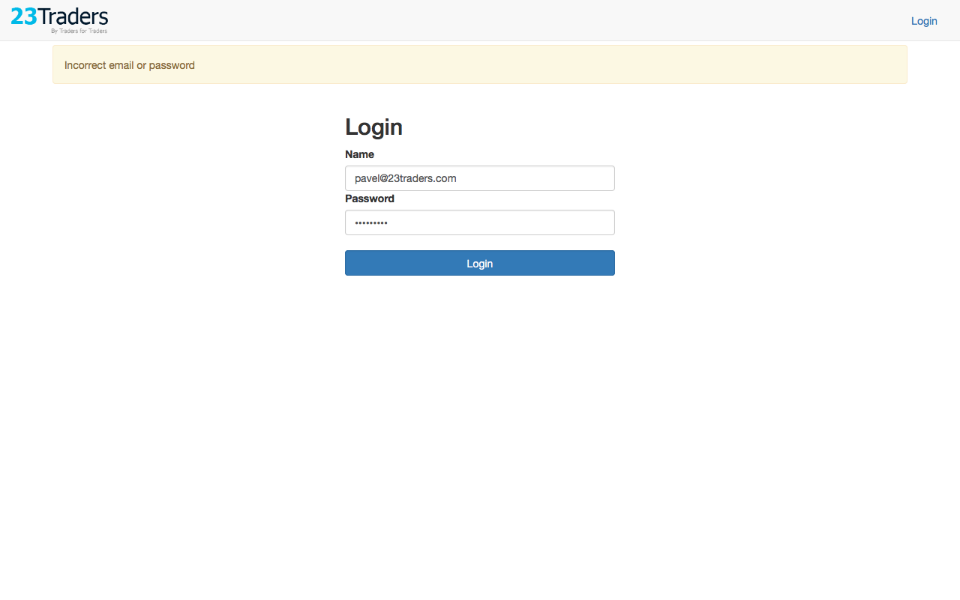 23Traders
By Traders for Traders
Login
Incorrect email or password
Login
Name
pavel@23traders.com
Password
•••••••••
Login